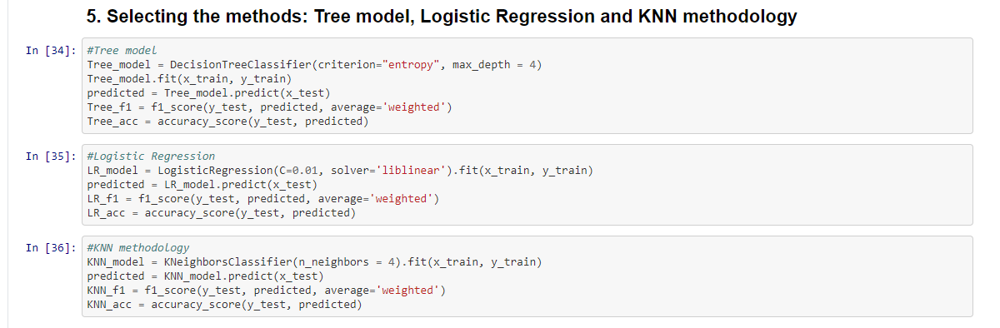 5. Selecting the methods: Tree model, Logistic Regression and KNN methodology
In [34]:
#Tree model
Tree_model = DecisionTreeClassifier(criterion="entropy", max_depth = 4)
Tree_model.fit(x_train, y_train)
predicted = Tree_model.predict(x_test)
Tree_f1 = f1_score(y_test, predicted, average='weighted')
Tree_acc = accuracy_score(y_test, predicted)
In [35]:
#Logistic Regression
LR_model = LogisticRegression(C=0.01, solver='liblinear').fit(x_train, y_train)
predicted = LR_model.predict(x_test)
LR_f1 = f1_score(y_test, predicted, average='weighted')
LR_acc = accuracy_score(y_test, predicted)
In [36]:
#KNN methodology
KNN_model = KNeighborsClassifier(n_neighbors = 4).fit(x_train, y_train)
predicted = KNN_model.predict(x_test)
KNN_f1 = f1_score(y_test, predicted, average='weighted')
KNN_acc = accuracy_score(y_test, predicted)